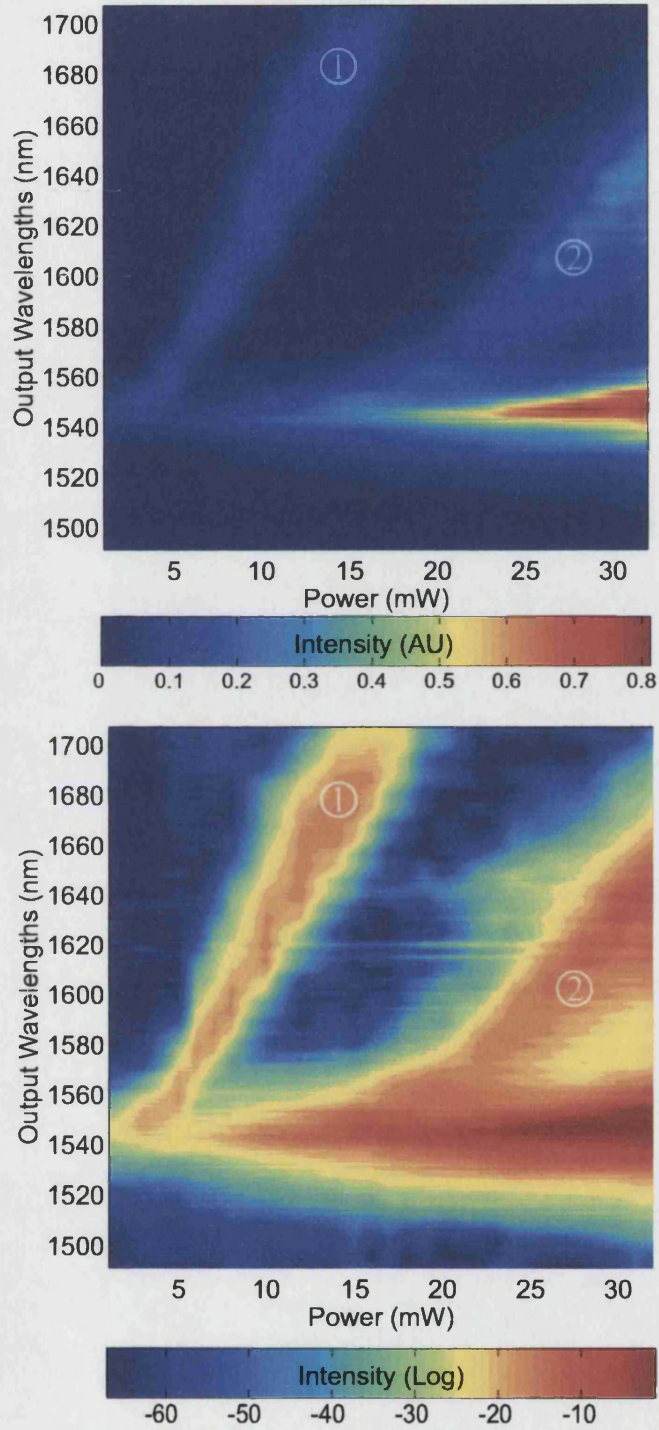 Output Wavelengths (nm)
1700
1680
1660
1640
1620
1600
1580
1560
1540
1520
1500
①
②
5 10 15 20 25 30
Power (mW)
Intensity (AU)
0 0.1 0.2 0.3 0.4 0.5 0.6 0.7 0.8
Output Wavelengths (nm)
1700
1680
1660
1640
1620
1600
1580
1560
1540
1520
1500
①
②
5 10 15 20 25 30
Power (mW)
Intensity (Log)
-60 -50 -40 -30 -20 -10